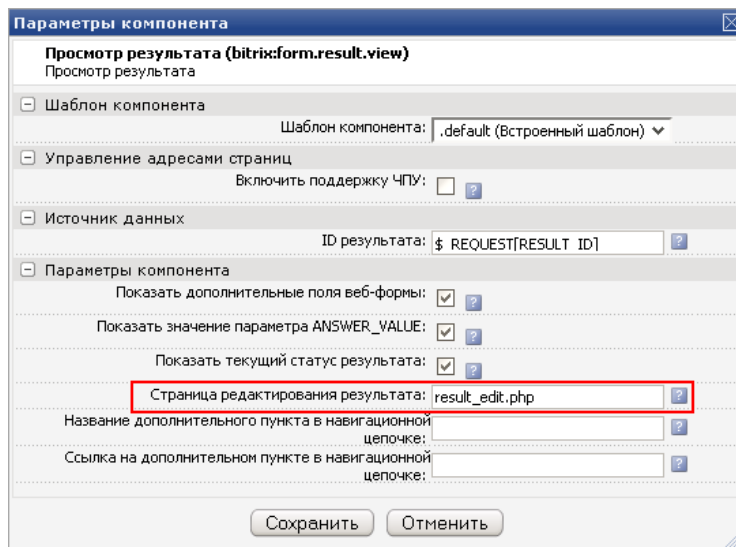 Параметры компонента
Просмотр результата (bitrix:form.result.view)
Просмотр результата
Шаблон компонента
Шаблон компонента: .default (Встроенный шаблон)
Управление адресами страниц
Включить поддержку ЧПУ: ?
Источник данных
ID результата: $_REQUEST[RESULT_ID] ?
Параметры компонента
Показать дополнительные поля веб-формы: ?
Показать значение параметра ANSWER_VALUE: ?
Показать текущий статус результата: ?
Страница редактирования результата: result_edit.php ?
Название дополнительного пункта в навигационной
цепочке: ?
Ссылка на дополнительном пункте в навигационной
цепочке: ?
Сохранить Отменить